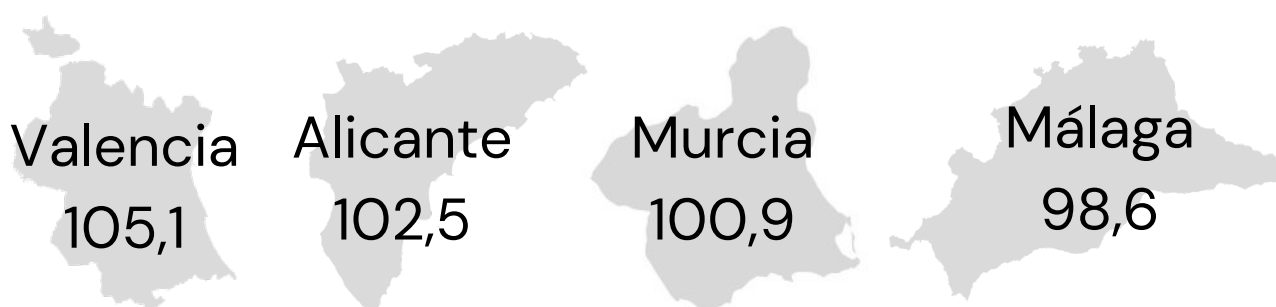 Valencia
105,1
Alicante
102,5
Murcia
100,9
Málaga
98,6